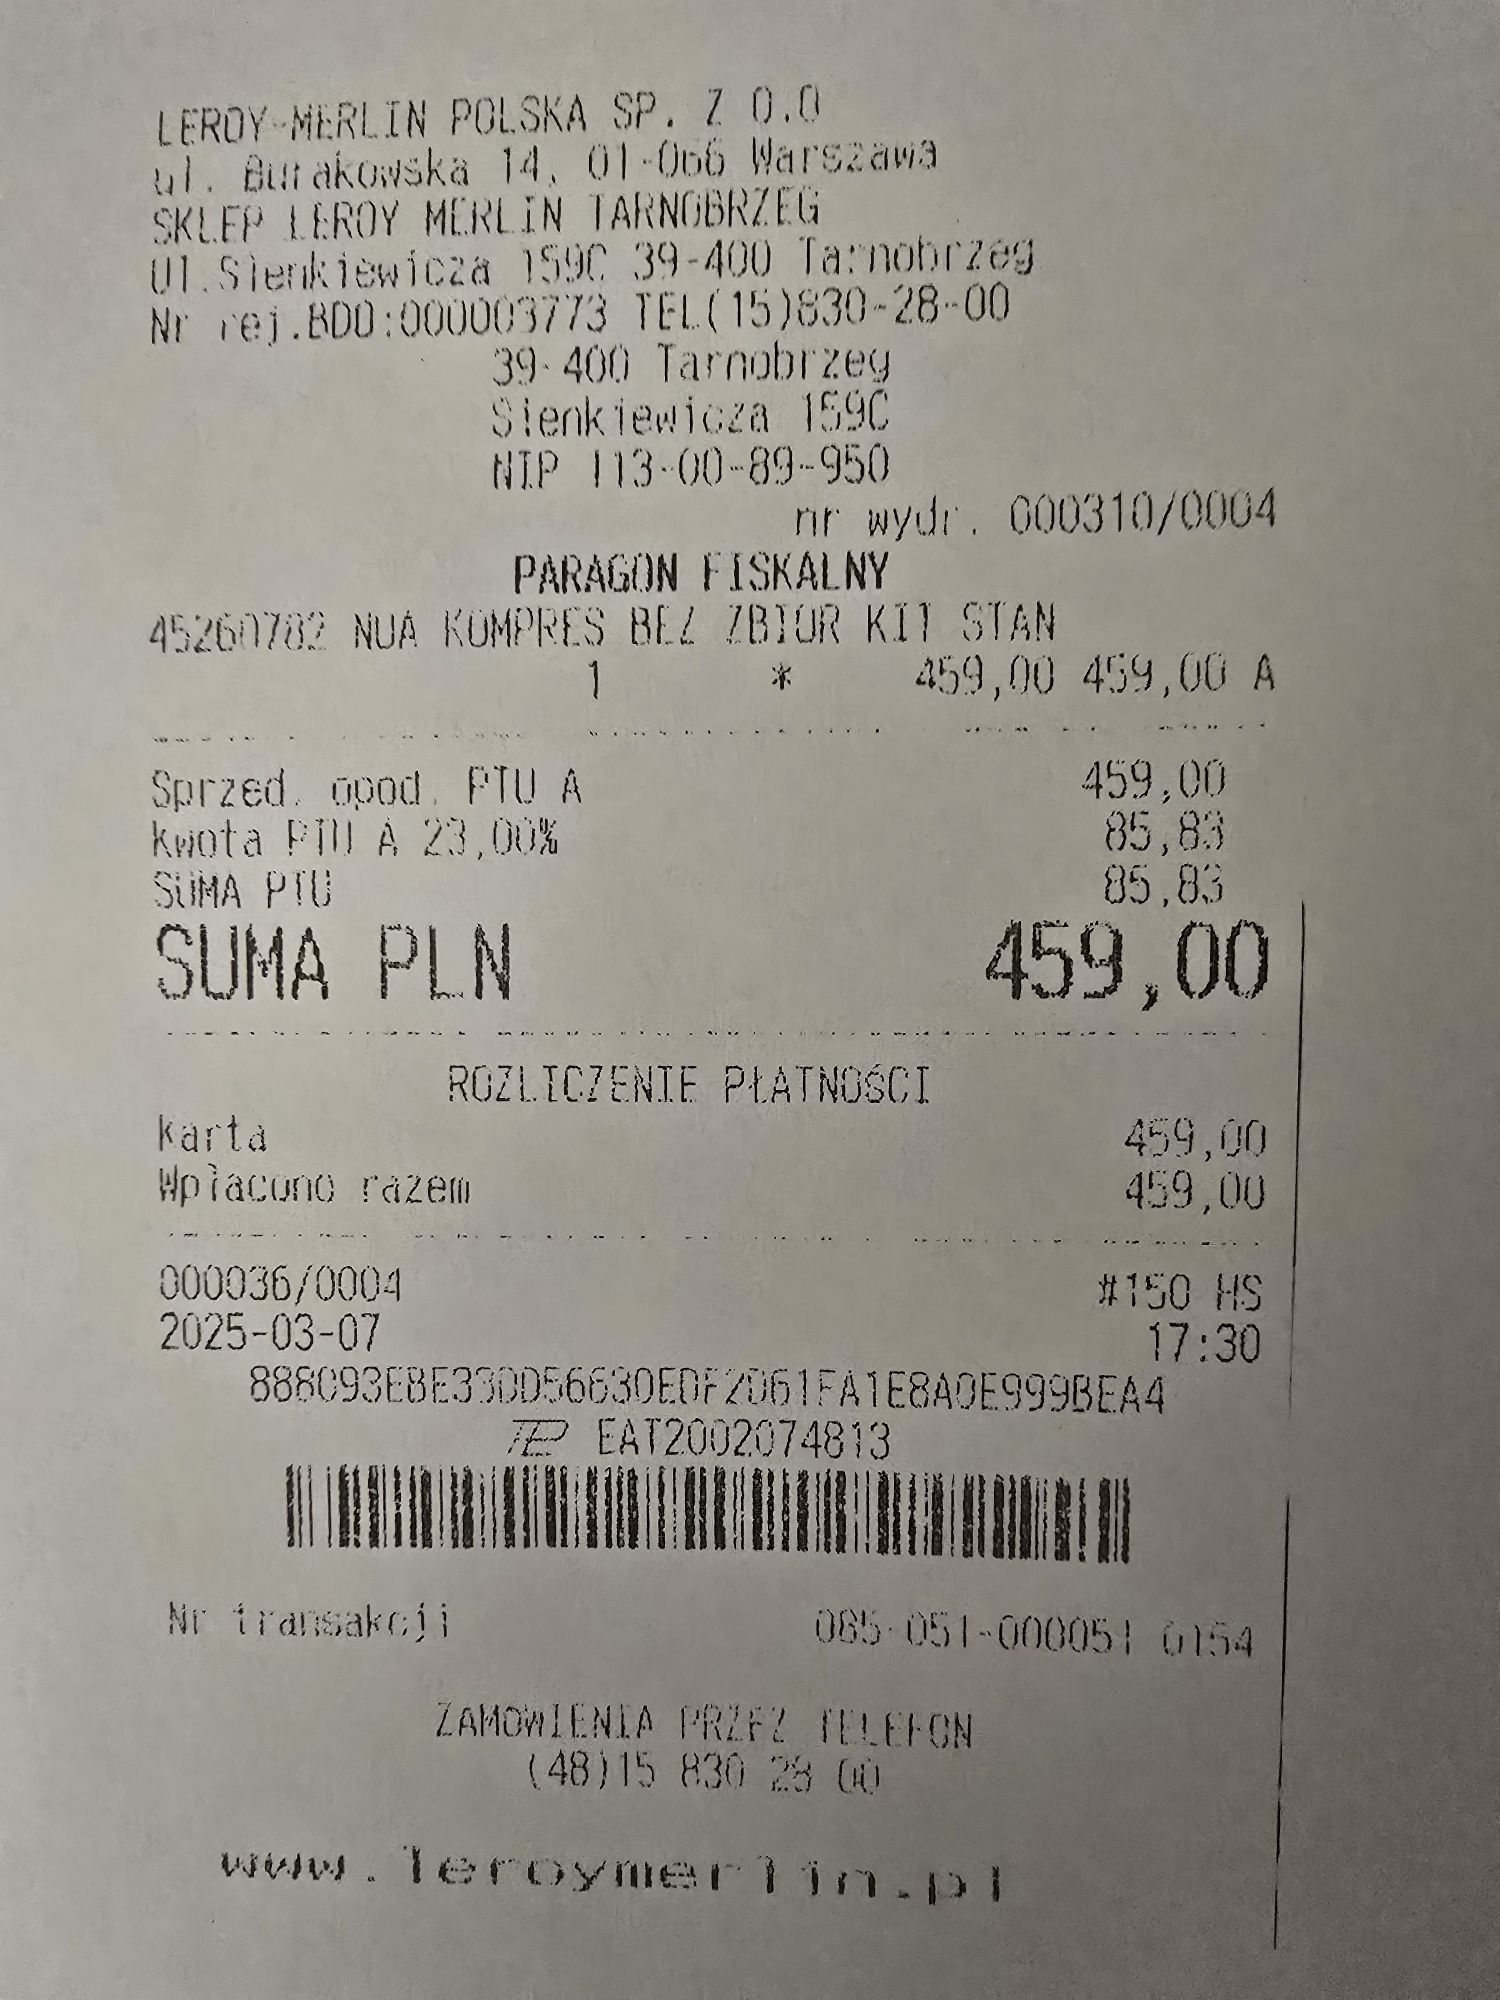 LEROY-MERLIN POLSKA SP. Z O.O
ul. Burakowska 14, 01-066 Warszawa
SKLEP LEROY MERLIN TARNOBRZEG
Ul.Sienkiewicza 159C 39-400 Tarnobrzeg
Nr rej.BDO:000003773 TEL(15)830-28-00
39-400 Tarnobrzeg
Sienkiewicza 159C
NIP 113-00-89-950
nr wydr. 000310/0004
PARAGON FISKALNY
45260782 NUA KOMPRES BEZ ZBIOR KIT STAN
1 * 459,00 459,00 A
Sprzed. opod. PTU A 459,00
Kwota PTU A 23,00% 85,83
SUMA PTU 85,83
SUMA PLN 459,00
ROZLICZENIE PŁATNOŚCI
Karta 459,00
Wpłacono razem 459,00
000036/0004 #150 HS
2025-03-07 17:30
EAT2002074813
Nr transakcji 085-051-000051 0154
ZAMOWIENIA PRZEZ TELEFON
(48)15 830 28 00
www.leroymerlin.pl